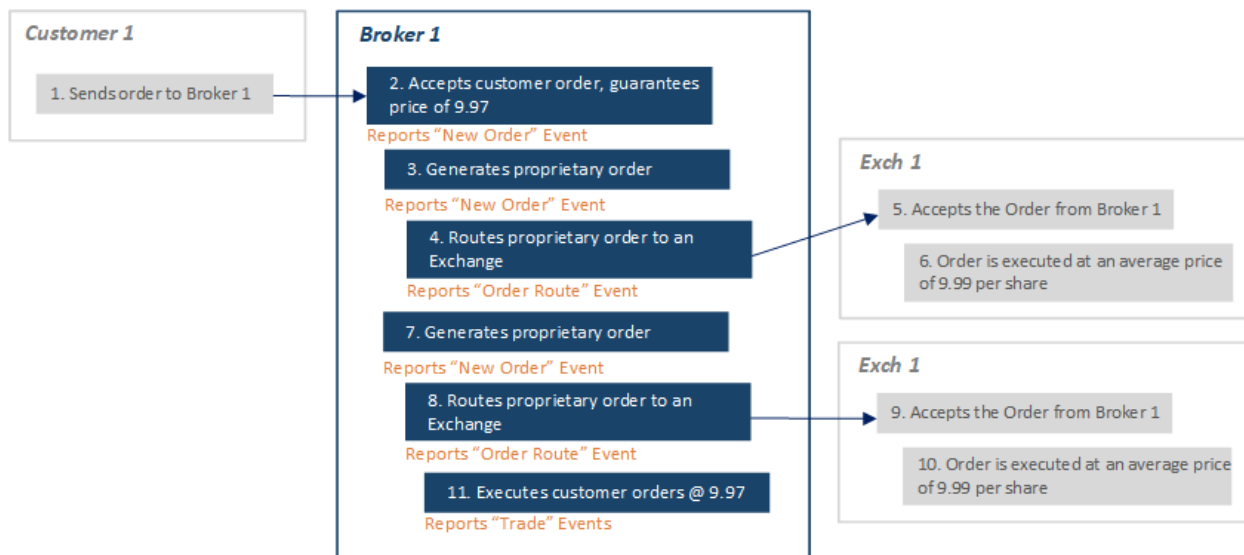 Customer 1
1. Sends order to Broker 1
Broker 1
2. Accepts customer order, guarantees
price of 9.97
Reports “New Order” Event
3. Generates proprietary order
Reports “New Order” Event
4. Routes proprietary order to an
Exchange
Reports “Order Route” Event
Exch 1
5. Accepts the Order from Broker 1
6. Order is executed at an average price
of 9.99 per share
7. Generates proprietary order
Reports “New Order” Event
8. Routes proprietary order to an
Exchange
Reports “Order Route” Event
Exch 1
9. Accepts the Order from Broker 1
10. Order is executed at an average price
of 9.99 per share
11. Executes customer orders @ 9.97
Reports “Trade” Events